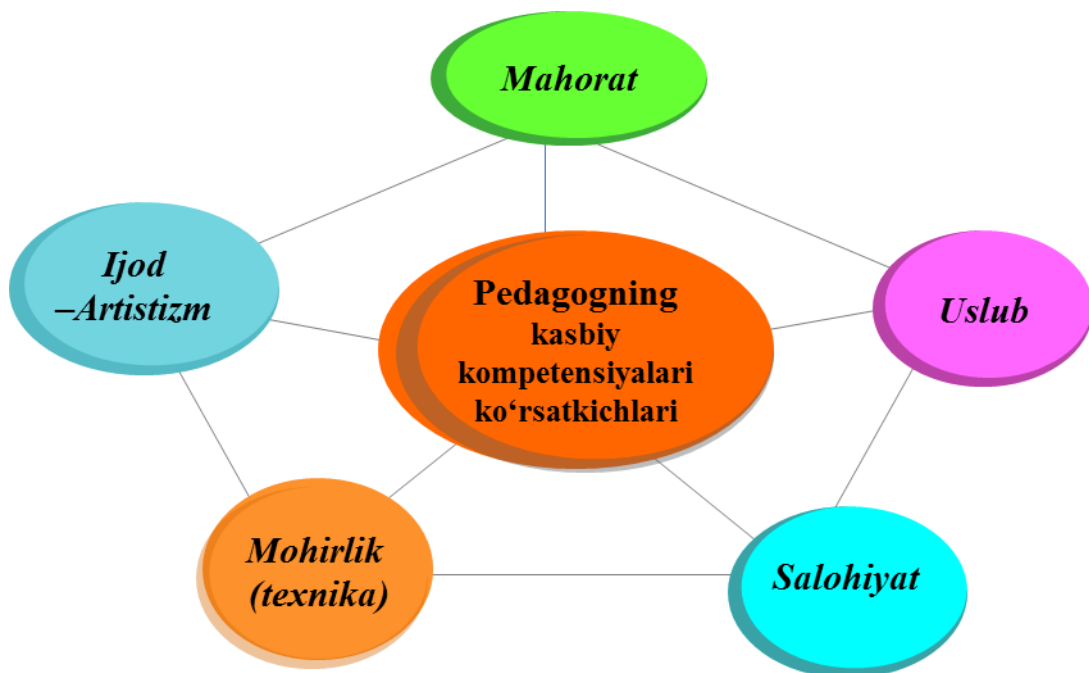 Mahorat
Ijod
–Artistizm
Pedagogning
kasbiy
kompetensiyalari
ko‘rsatkichlari
Uslub
Mohirlik
(texnika)
Salohiyat